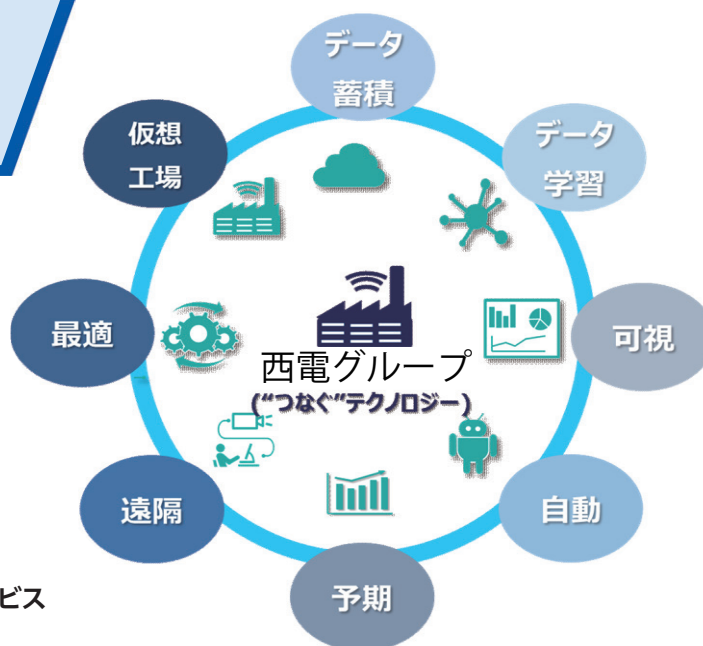 データ
蓄積
仮想
工場
データ
学習
最適
西電グループ
("つなぐ"テクノロジー)
可視
遠隔
自動
予期
ビス